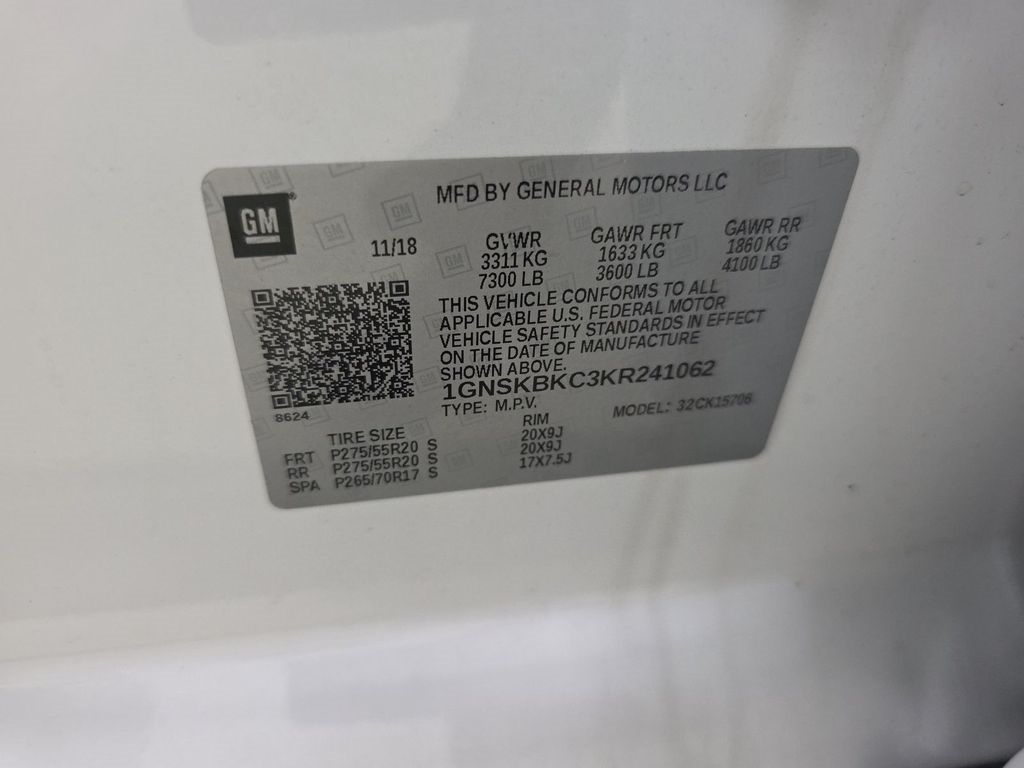 GM
MFD BY GENERAL MOTORS LLC
11/18
GVWR GAWR FRT GAWR RR
3311 KG 1633 KG 1860 KG
7300 LB 3600 LB 4100 LB
THIS VEHICLE CONFORMS TO ALL
APPLICABLE U.S. FEDERAL MOTOR
VEHICLE SAFETY STANDARDS IN EFFECT
ON THE DATE OF MANUFACTURE
SHOWN ABOVE.
1GNSKBKC3KR241062
TYPE: M.P.V. MODEL: 32CK15706
8624
TIRE SIZE RIM
FRT P275/55R20 S 20X9J
RR P275/55R20 S 20X9J
SPA P265/70R17 S 17X7.5J